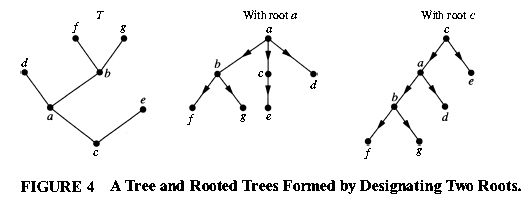 T
f
g
d
b
a
e
c
With root a
a
b
c
d
f
g
e
With root c
c
a
e
b
d
f
g
FIGURE 4 A Tree and Rooted Trees Formed by Designating Two Roots.